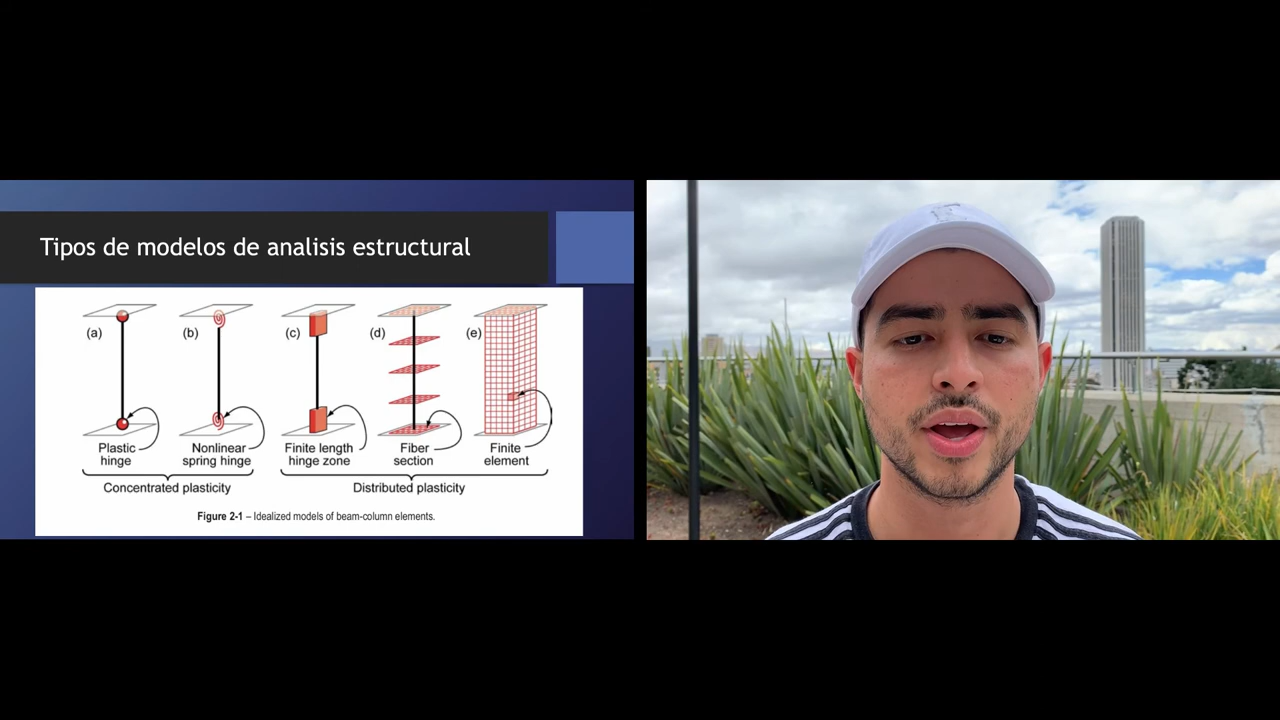 Tipos de modelos de analisis estructural
(a) (b) (c) (d) (e)
Plastic hinge
Nonlinear spring hinge
Finite length hinge zone
Fiber section
Finite element
Concentrated plasticity
Distributed plasticity
Figure 2-1 – Idealized models of beam-column elements.